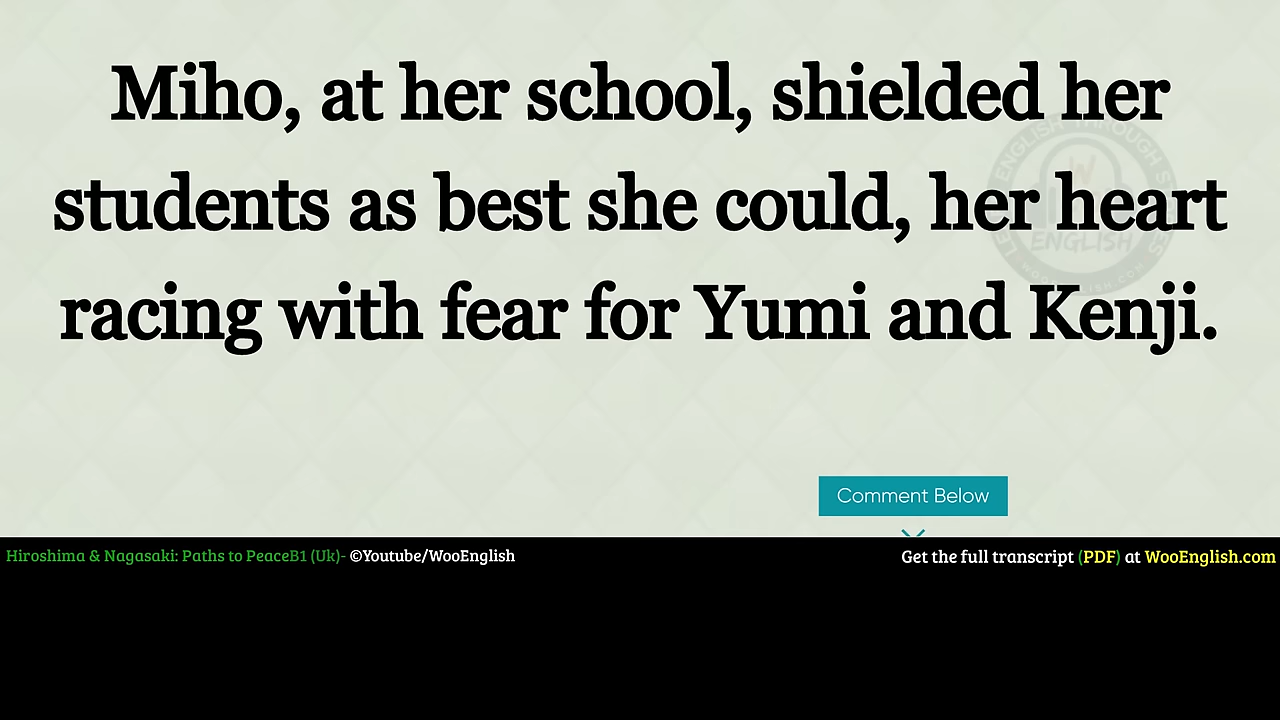 Miho, at her school, shielded her
students as best she could, her heart
racing with fear for Yumi and Kenji.
ENGLISH
Comment Below
Hiroshima & Nagasaki: Paths to PeaceB1 (Uk)- ©Youtube/WooEnglish
Get the full transcript (PDF) at WooEnglish.com